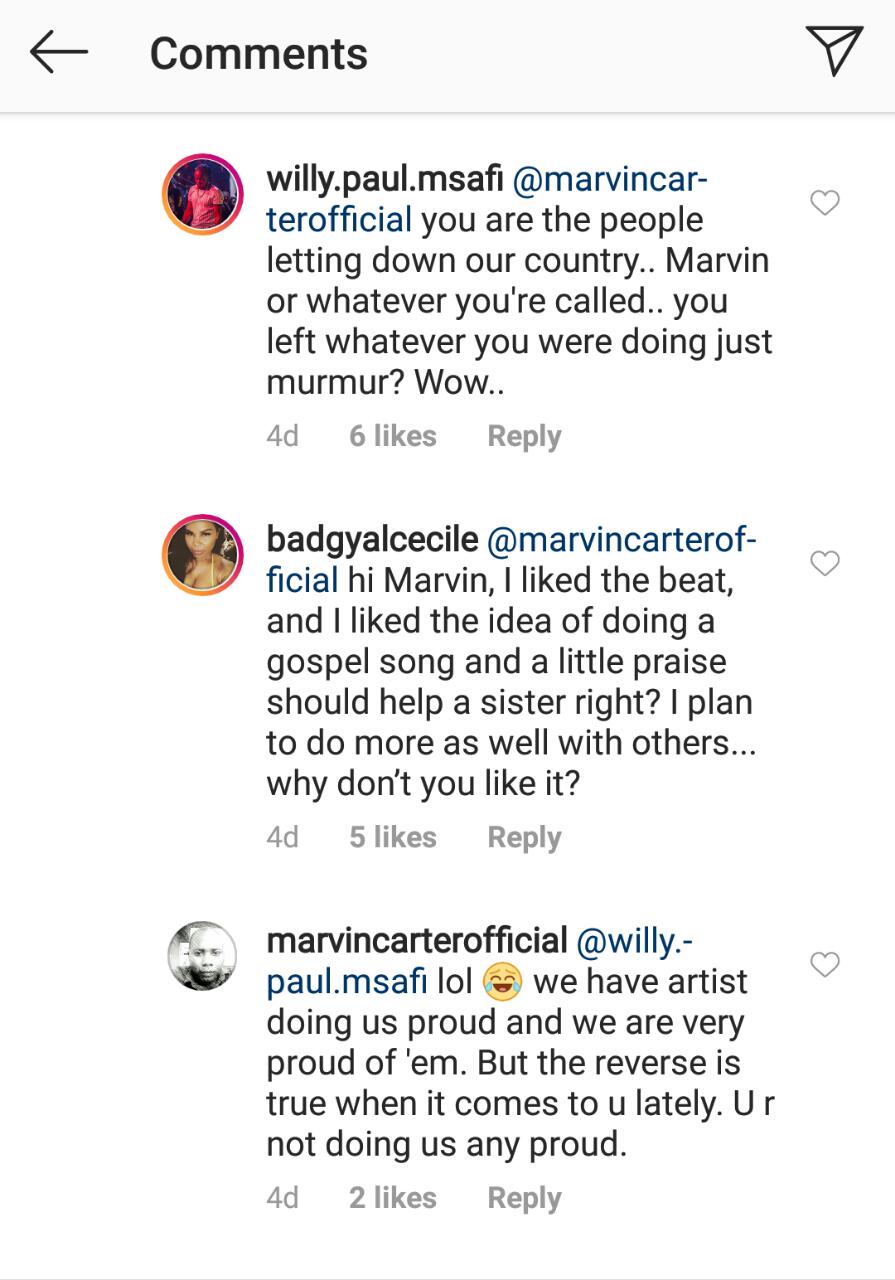 Comments
willy.paul.msafi @marvincar-
terofficial you are the people
letting down our country.. Marvin
or whatever you're called.. you
left whatever you were doing just
murmur? Wow..
4d 6 likes Reply
badgyalcecile @marvincarterof-
ficial hi Marvin, I liked the beat,
and I liked the idea of doing a
gospel song and a little praise
should help a sister right? I plan
to do more as well with others...
why don’t you like it?
4d 5 likes Reply
marvincarterofficial @willy.-
paul.msafi lol 😂 we have artist
doing us proud and we are very
proud of 'em. But the reverse is
true when it comes to u lately. U r
not doing us any proud.
4d 2 likes Reply